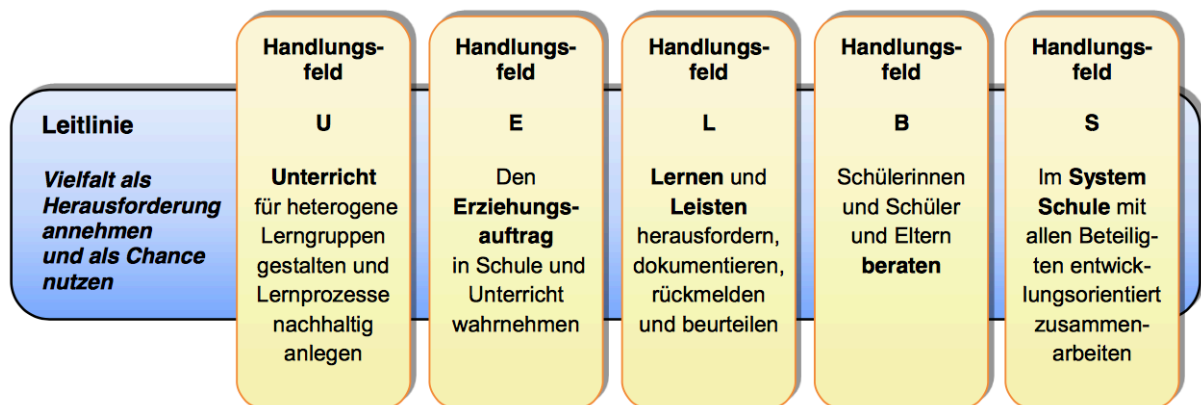 Leitlinie
Vielfalt als
Herausforderung
annehmen
und als Chance
nutzen
Handlungs-
feld
U
Unterricht
für heterogene
Lerngruppen
gestalten und
Lernprozesse
nachhaltig
anlegen
Handlungs-
feld
E
Den
Erziehungs-
auftrag
in Schule und
Unterricht
wahrnehmen
Handlungs-
feld
L
Lernen und
Leisten
herausfordern,
dokumentieren,
rückmelden
und beurteilen
Handlungs-
feld
B
Schülerinnen
und Schüler
und Eltern
beraten
Handlungs-
feld
S
Im System
Schule mit
allen Beteilig-
ten entwick-
lungsorientiert
zusammen-
arbeiten